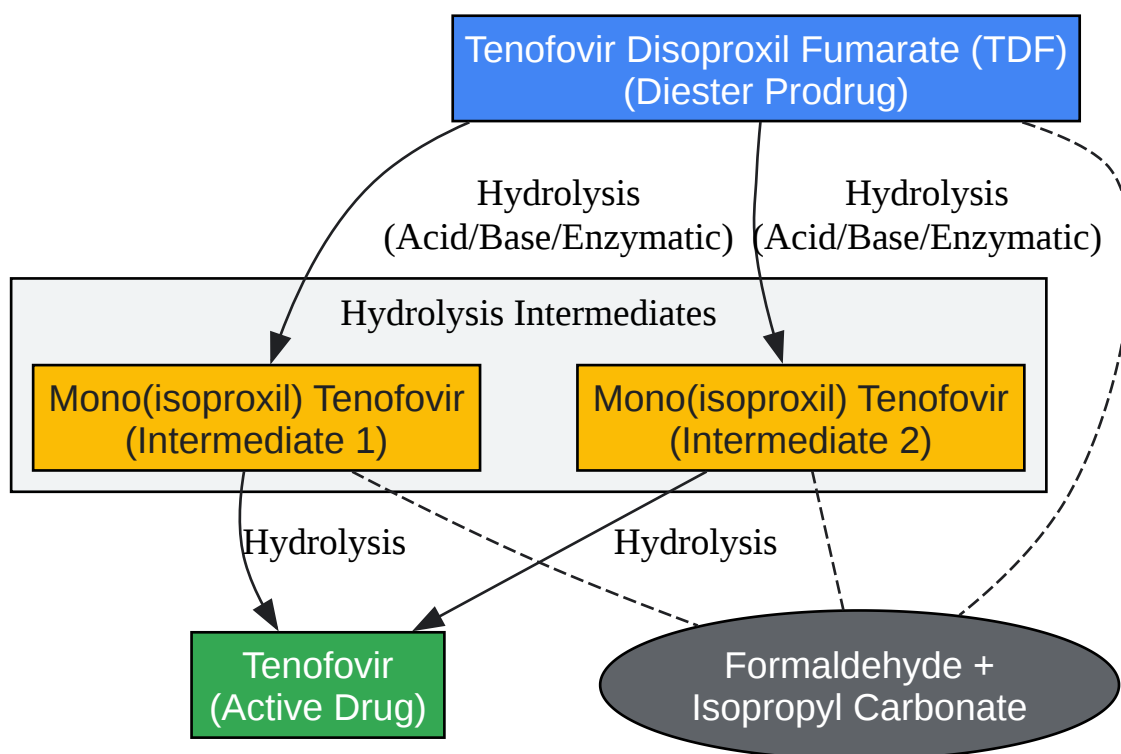 Tenofovir Disoproxil Fumarate (TDF)
(Diester Prodrug)
Hydrolysis
(Acid/Base/Enzymatic)
Hydrolysis
(Acid/Base/Enzymatic)
Hydrolysis Intermediates
Mono(isoproxil) Tenofovir
(Intermediate 1)
Mono(isoproxil) Tenofovir
(Intermediate 2)
Hydrolysis
Hydrolysis
Tenofovir
(Active Drug)
Formaldehyde +
Isopropyl Carbonate